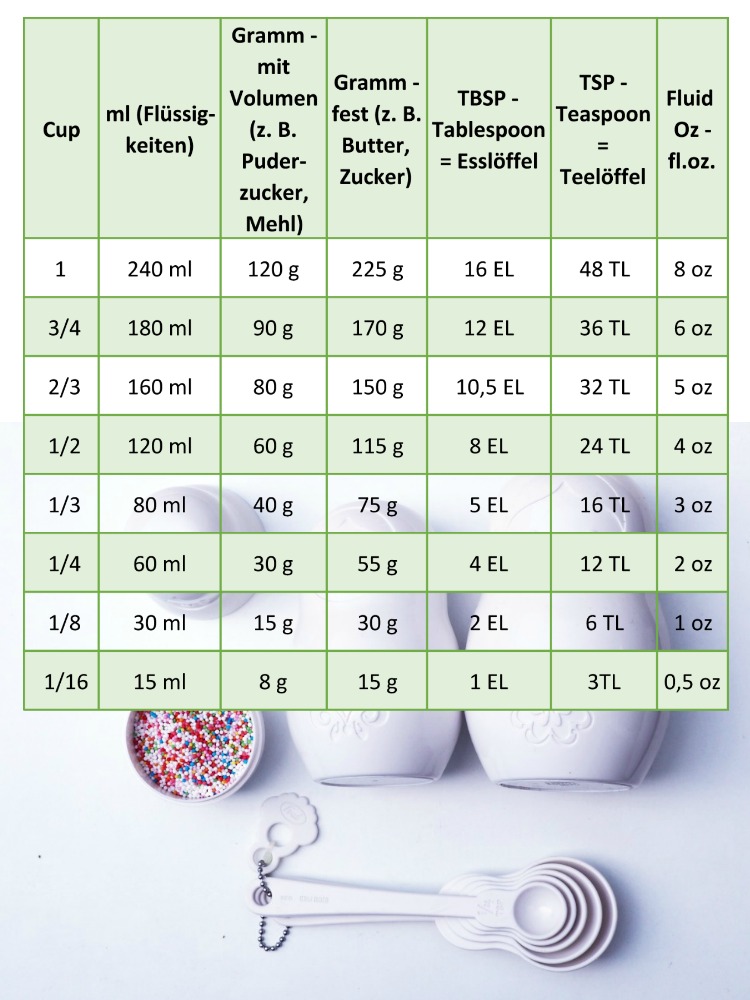 Cup
ml (Flüssig-
keiten)
Gramm -
mit
Volumen
(z. B.
Puder-
zucker,
Mehl)
Gramm -
fest (z. B.
Butter,
Zucker)
TBSP -
Tablespoon
= Esslöffel
TSP -
Teaspoon
=
Teelöffel
Fluid
Oz -
fl.oz.
1 240 ml 120 g 225 g 16 EL 48 TL 8 oz
3/4 180 ml 90 g 170 g 12 EL 36 TL 6 oz
2/3 160 ml 80 g 150 g 10,5 EL 32 TL 5 oz
1/2 120 ml 60 g 115 g 8 EL 24 TL 4 oz
1/3 80 ml 40 g 75 g 5 EL 16 TL 3 oz
1/4 60 ml 30 g 55 g 4 EL 12 TL 2 oz
1/8 30 ml 15 g 30 g 2 EL 6 TL 1 oz
1/16 15 ml 8 g 15 g 1 EL 3TL 0,5 oz